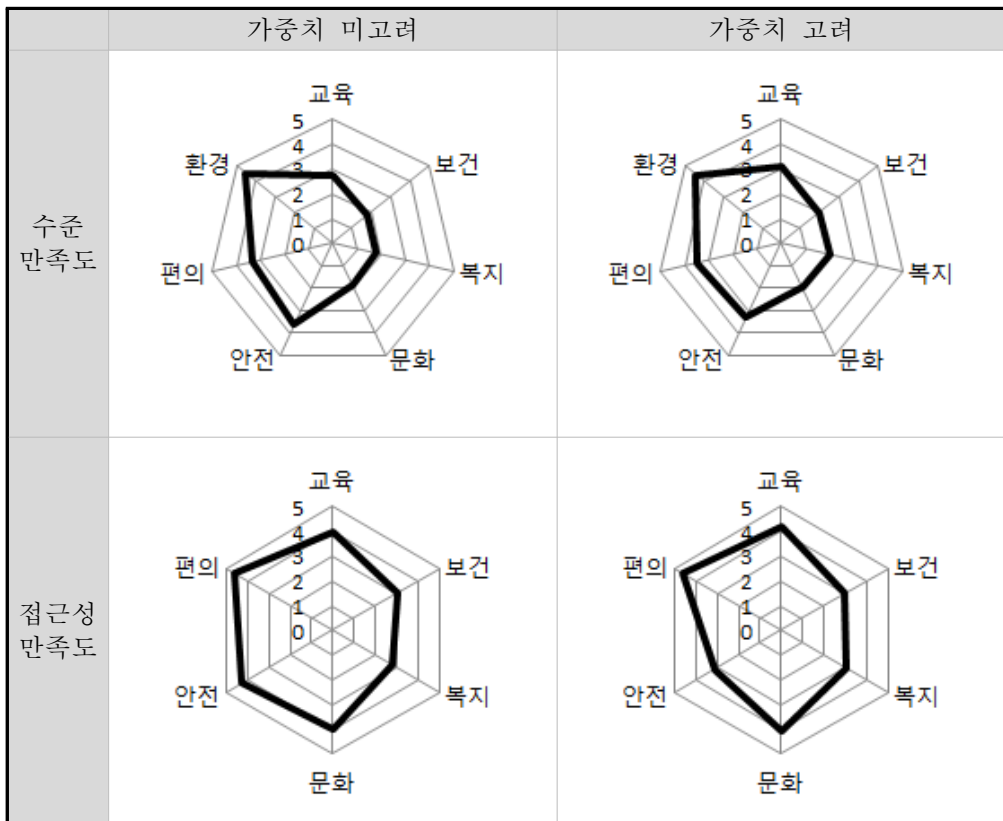 가중치 미고려
가중치 고려
수준
만족도
교육
보건
복지
문화
안전
편의
환경
5
4
3
2
1
0
교육
보건
복지
문화
안전
편의
환경
5
4
3
2
1
0
접근성
만족도
교육
보건
복지
문화
안전
편의
5
4
3
2
1
0
교육
보건
복지
문화
안전
편의
5
4
3
2
1
0